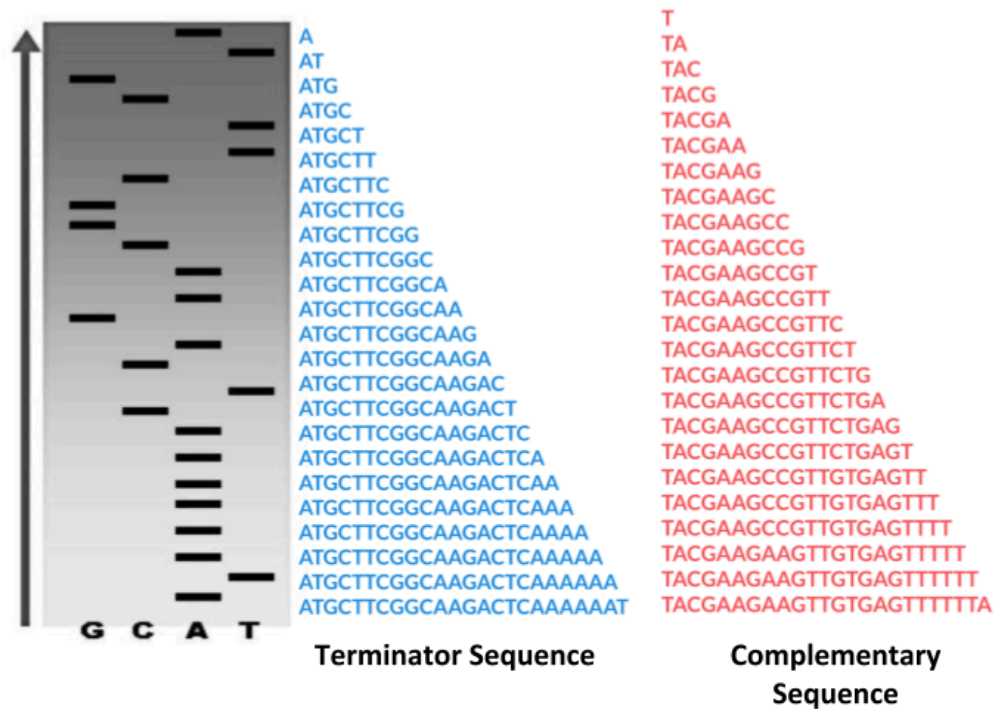 A
AT
ATG
ATGC
ATGCT
ATGCTT
ATGCTTC
ATGCTTCG
ATGCTTCGG
ATGCTTCGGC
ATGCTTCGGCA
ATGCTTCGGCAA
ATGCTTCGGCAAG
ATGCTTCGGCAAGA
ATGCTTCGGCAAGAC
ATGCTTCGGCAAGACT
ATGCTTCGGCAAGACTC
ATGCTTCGGCAAGACTCA
ATGCTTCGGCAAGACTCAA
ATGCTTCGGCAAGACTCAAA
ATGCTTCGGCAAGACTCAAAA
ATGCTTCGGCAAGACTCAAAAA
ATGCTTCGGCAAGACTCAAAAAA
ATGCTTCGGCAAGACTCAAAAAAT
G C A T
Terminator Sequence
T
TA
TAC
TACG
TACGA
TACGAA
TACGAAG
TACGAAGC
TACGAAGCC
TACGAAGCCG
TACGAAGCCGT
TACGAAGCCGTT
TACGAAGCCGTTC
TACGAAGCCGTTCT
TACGAAGCCGTTCTG
TACGAAGCCGTTCTGA
TACGAAGCCGTTCTGAG
TACGAAGCCGTTCTGAGT
TACGAAGCCGTTGTGAGTT
TACGAAGCCGTTGTGAGTTT
TACGAAGCCGTTGTGAGTTTT
TACGAAGAAGTTGTGAGTTTTT
TACGAAGAAGTTGTGAGTTTTTT
TACGAAGAAGTTGTGAGTTTTTTA
Complementary
Sequence